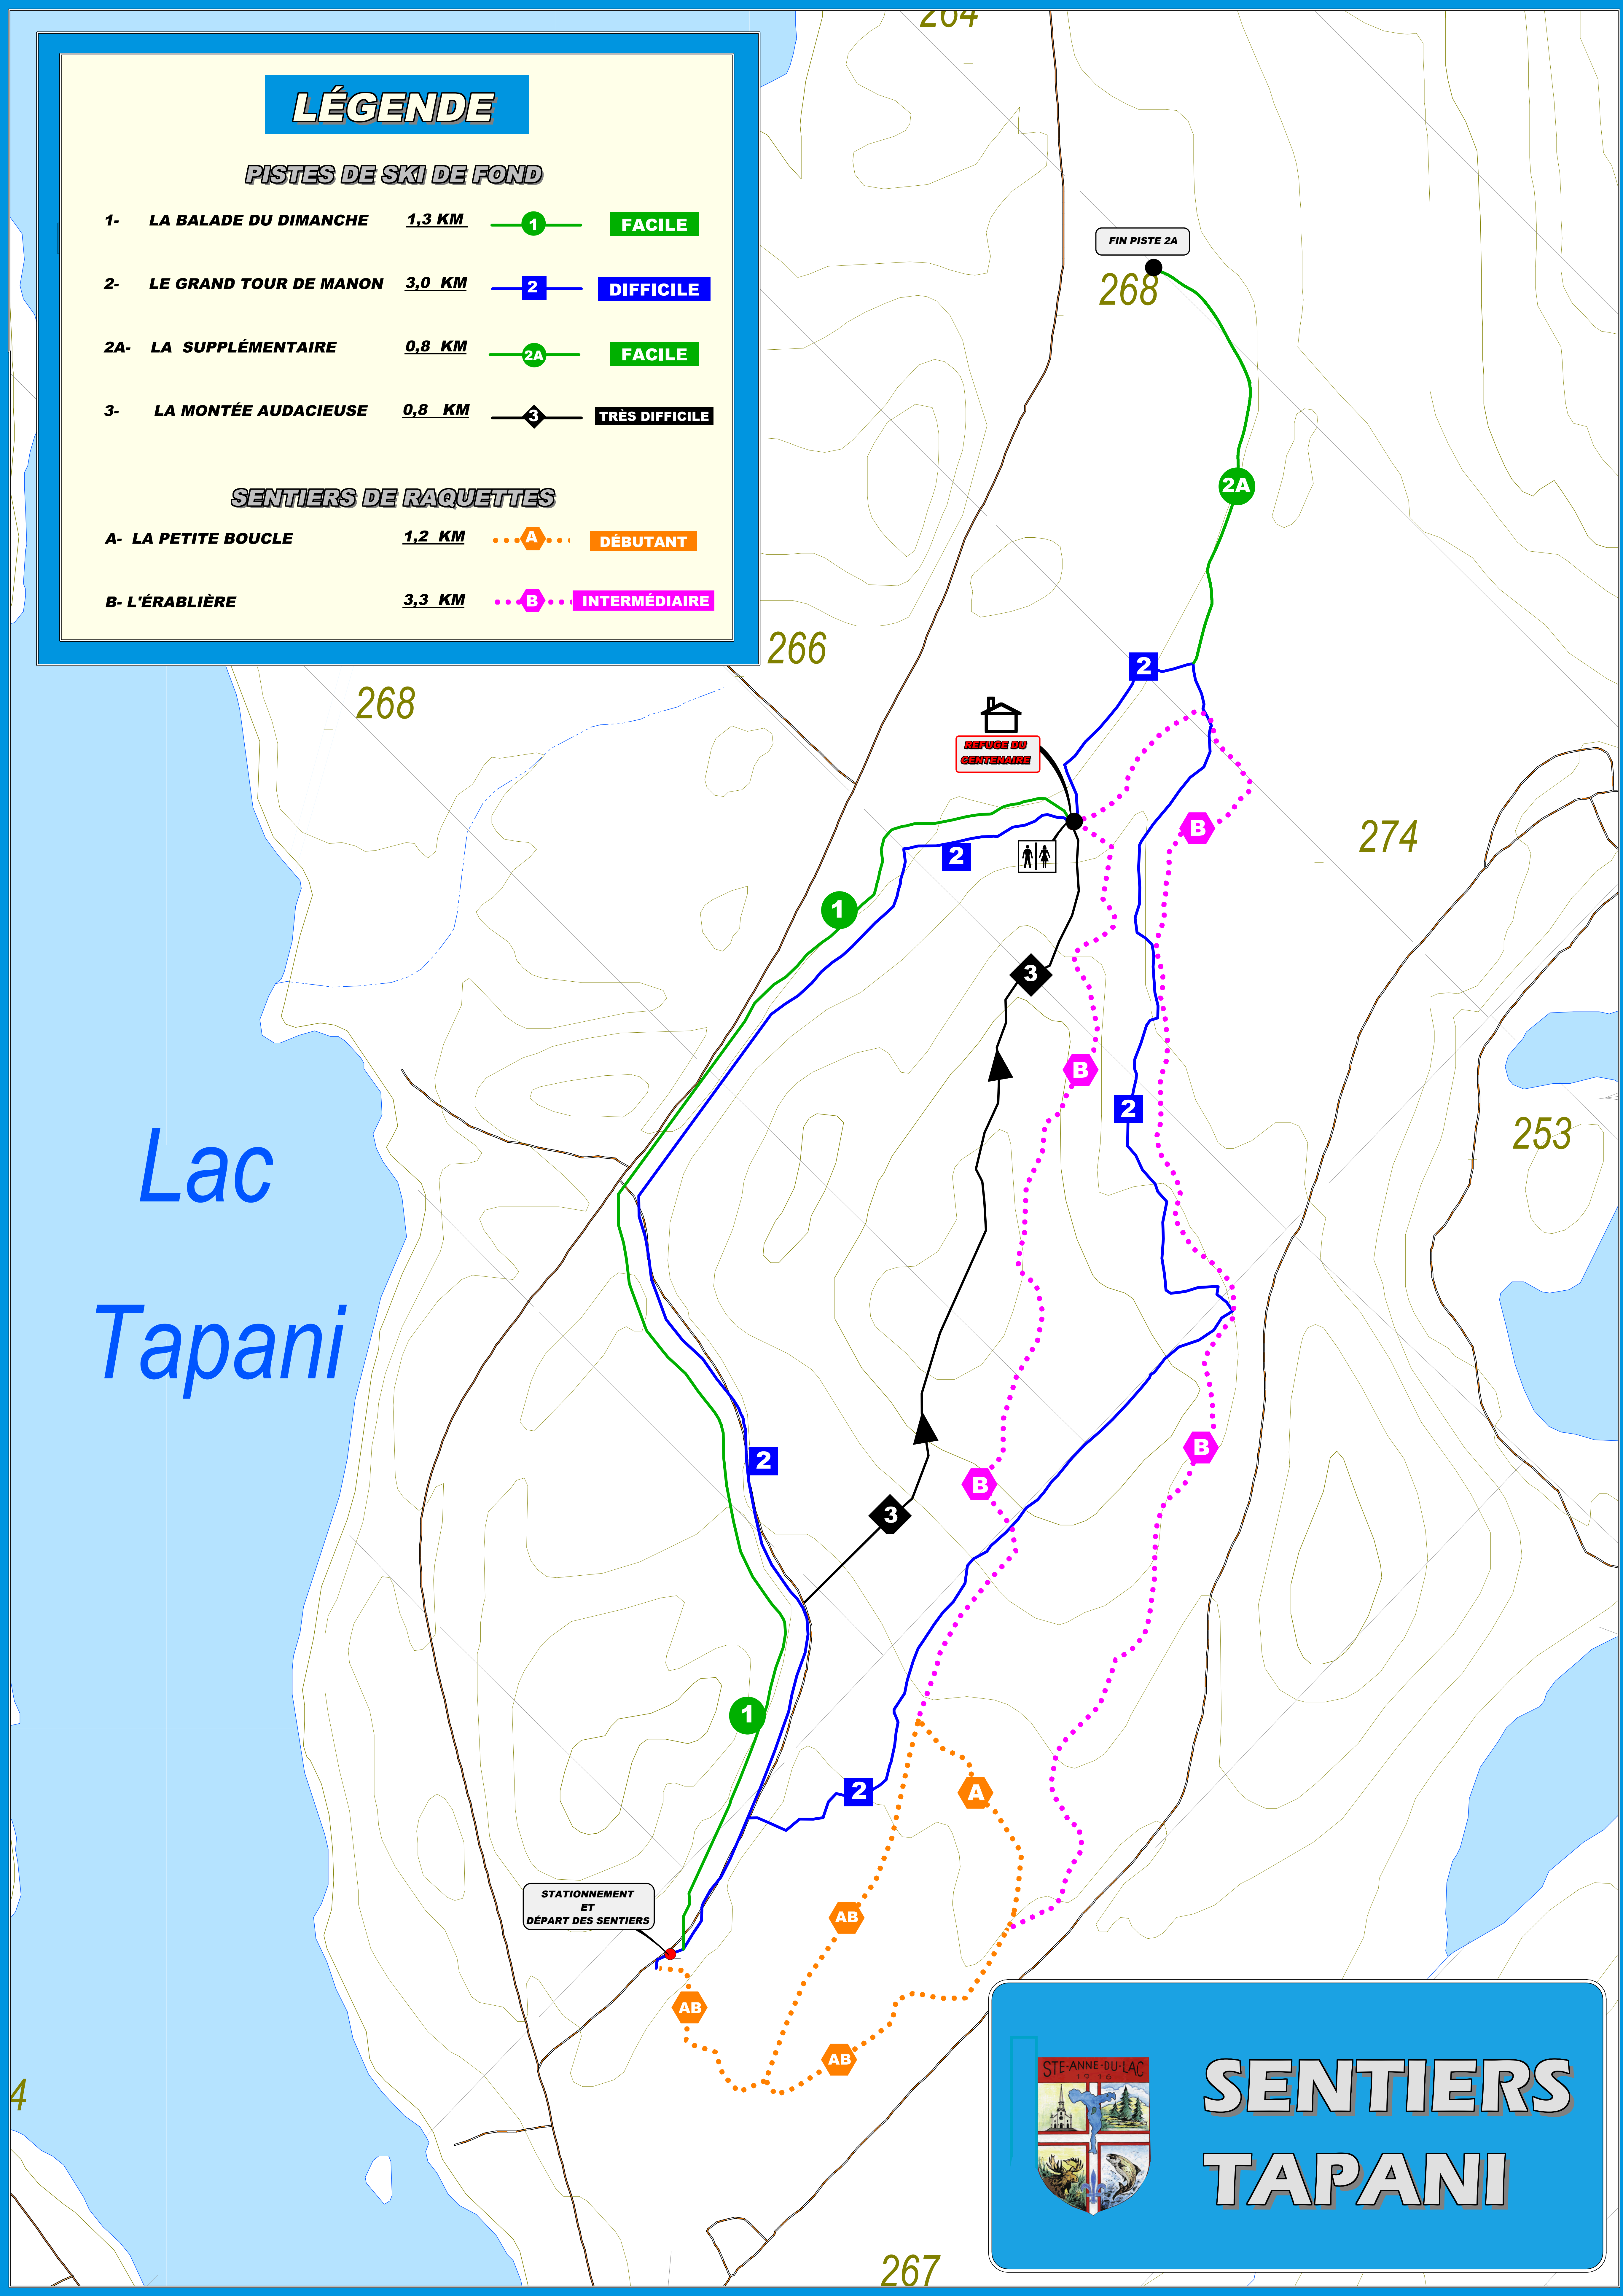 LÉGENDE
PISTES DE SKI DE FOND
1- LA BALADE DU DIMANCHE 1,3 KM 1 FACILE
2- LE GRAND TOUR DE MANON 3,0 KM 2 DIFFICILE
2A- LA SUPPLÉMENTAIRE 0,8 KM 2A FACILE
3- LA MONTÉE AUDACIEUSE 0,8 KM 3 TRÈS DIFFICILE
SENTIERS DE RAQUETTES
A- LA PETITE BOUCLE 1,2 KM A DÉBUTANT
B- L'ÉRABLIÈRE 3,3 KM B INTERMÉDIAIRE
264
FIN PISTE 2A
268
2A
266
268
2
REFUGE DU
CENTENAIRE
B
274
2
1
3
B
2
253
Lac
Tapani
B
2
B
3
1
2
A
STATIONNEMENT
ET
DÉPART DES SENTIERS
AB
AB
AB
4
STE-ANNE-DU-LAC
1916
SENTIERS
TAPANI
267